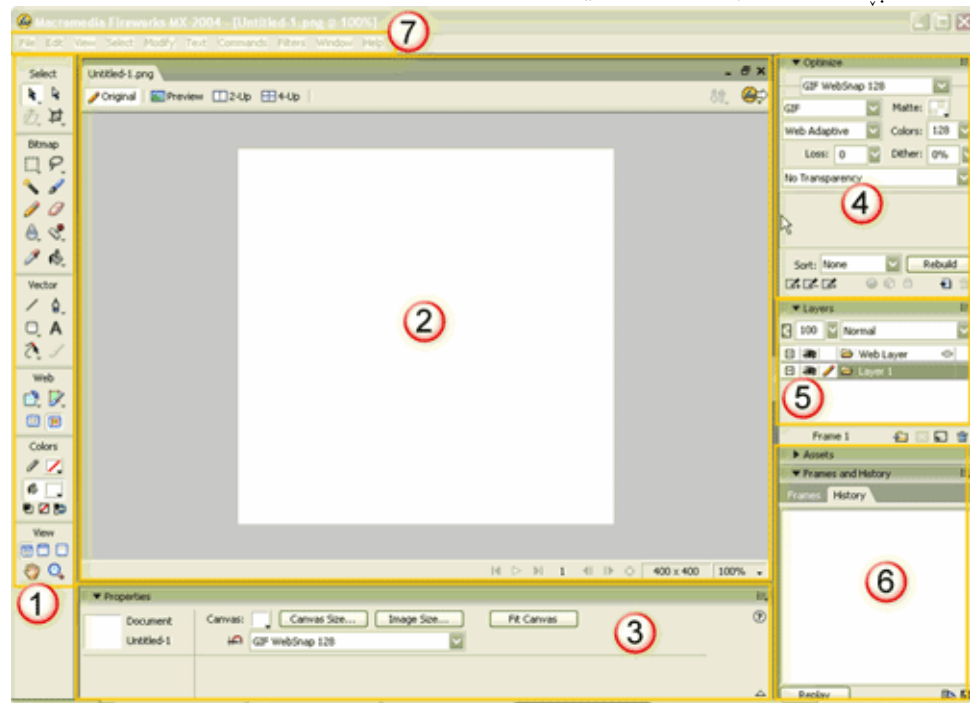 Macromedia Fireworks MX 2004 - [Untitled-1.png @ 100%]
File Edit View Select Modify Text Commands Filters Window Help
7
Select
Bitmap
Vector
Web
Colors
View
1
Untitled-1.png
Original Preview 2-Up 4-Up
2
1 400 x 400 100%
Properties
Document
Untitled-1
Canvas: Canvas Size... Image Size... Fit Canvas
GIF WebSnap 128
3
Optimize
GIF WebSnap 128
GIF Matte:
Web Adaptive Colors: 128
Loss: 0 Dither: 0%
No Transparency
4
Sort: None Rebuild
Layers
100 Normal
Web Layer
Layer 1
5
Frame 1
Assets
Frames and History
Frames History
6
Replay